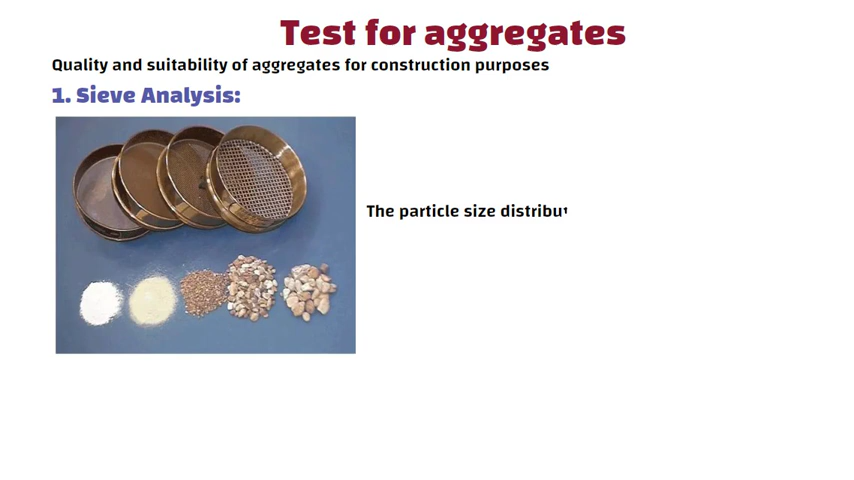 Test for aggregates
Quality and suitability of aggregates for construction purposes
1. Sieve Analysis:
The particle size